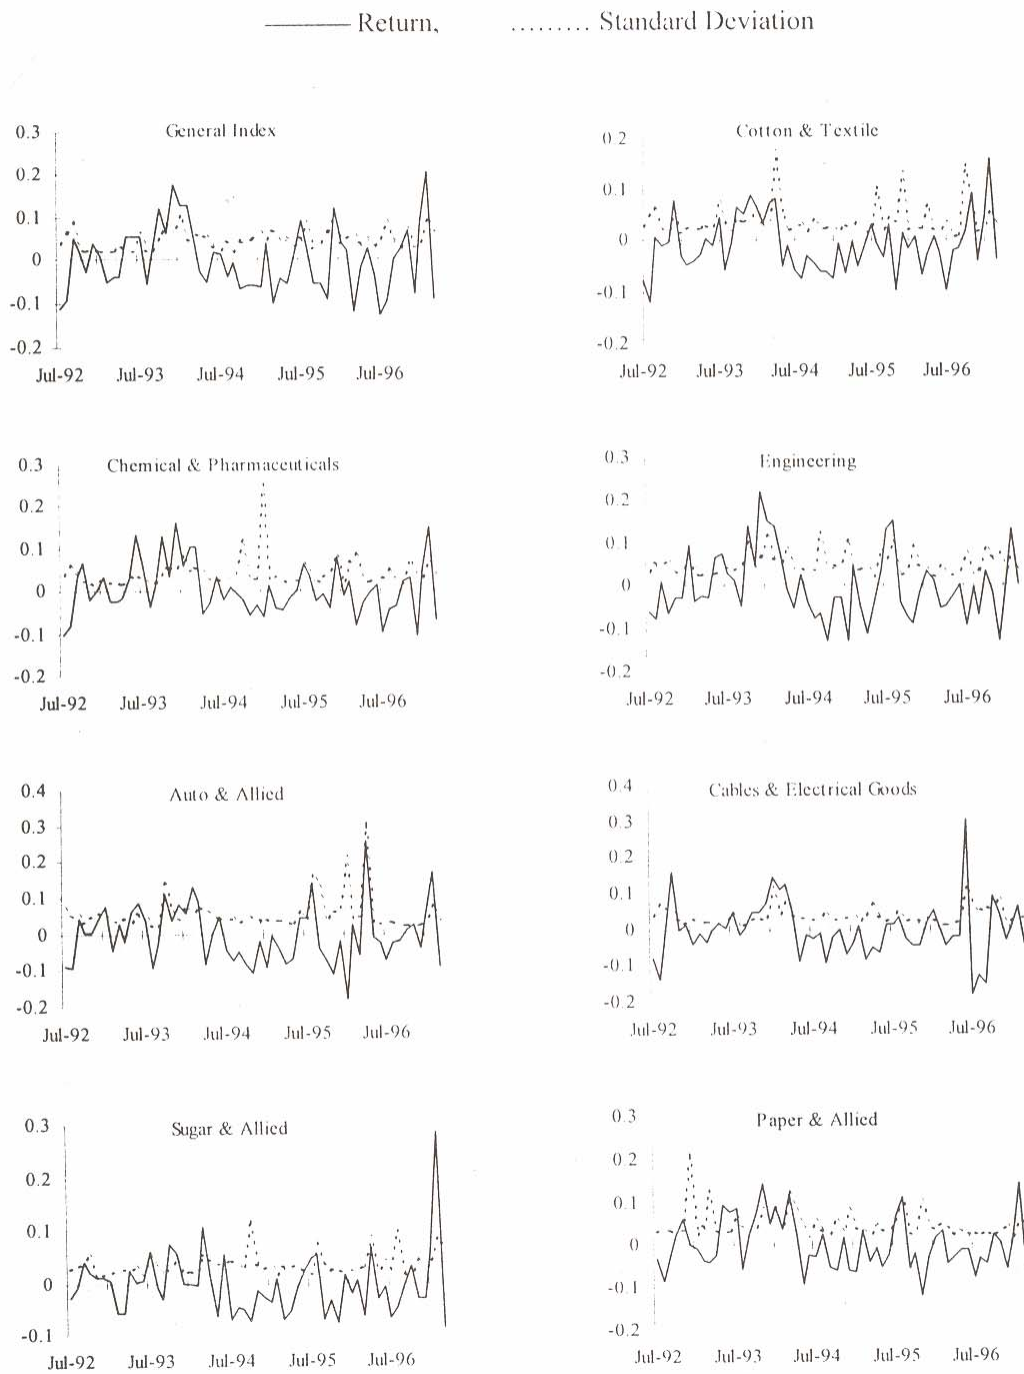 Return, ......... Standard Deviation
General Index
0.3
0.2
0.1
0
-0.1
-0.2
Jul-92 Jul-93 Jul-94 Jul-95 Jul-96
Cotton & Textile
0.2
0.1
0
-0.1
-0.2
Jul-92 Jul-93 Jul-94 Jul-95 Jul-96
Chemical & Pharmaceuticals
0.3
0.2
0.1
0
-0.1
-0.2
Jul-92 Jul-93 Jul-94 Jul-95 Jul-96
Engineering
0.3
0.2
0.1
0
-0.1
-0.2
Jul-92 Jul-93 Jul-94 Jul-95 Jul-96
Auto & Allied
0.4
0.3
0.2
0.1
0
-0.1
-0.2
Jul-92 Jul-93 Jul-94 Jul-95 Jul-96
Cables & Electrical Goods
0.4
0.3
0.2
0.1
0
-0.1
-0.2
Jul-92 Jul-93 Jul-94 Jul-95 Jul-96
Sugar & Allied
0.3
0.2
0.1
0
-0.1
Jul-92 Jul-93 Jul-94 Jul-95 Jul-96
Paper & Allied
0.3
0.2
0.1
0
-0.1
-0.2
Jul-92 Jul-93 Jul-94 Jul-95 Jul-96